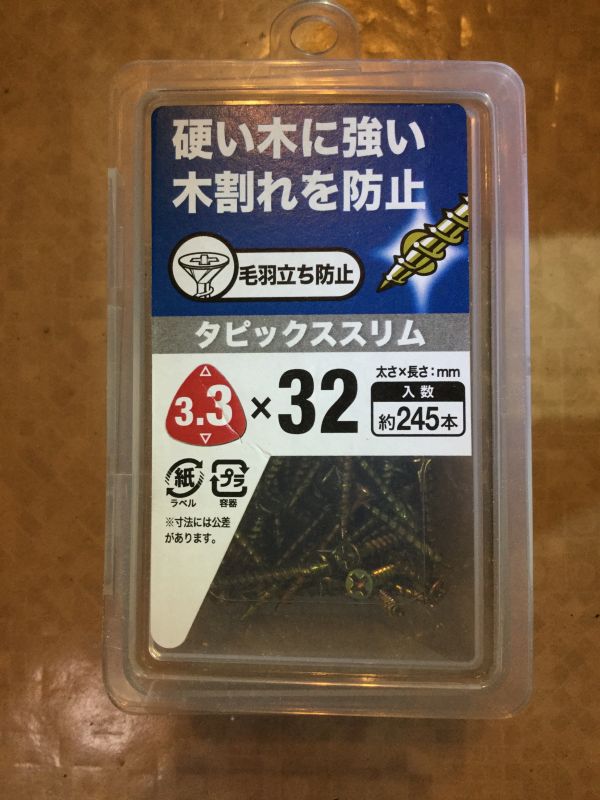 硬い木に強い
木割れを防止
毛羽立ち防止
タピックススリム
3.3×32
太さ×長さ:mm
入数
約245本
紙
ラベル
プラ
容器
※寸法には公差
があります。